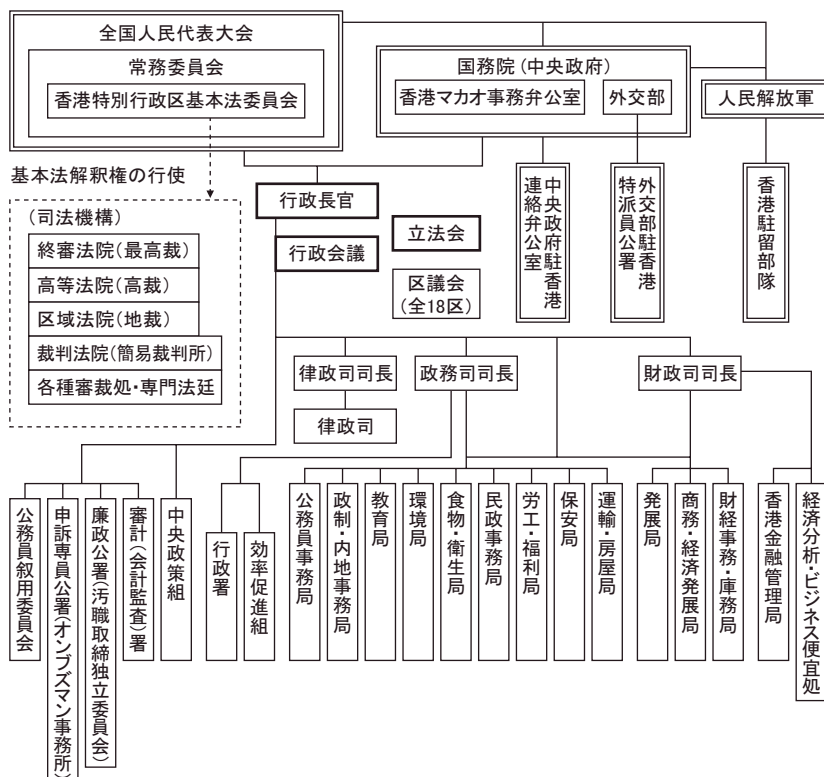 全国人民代表大会
常務委員会
香港特別行政区基本法委員会
国務院(中央政府)
香港マカオ事務弁公室
外交部
人民解放軍
基本法解釈権の行使
行政長官
行政会議
立法会
区議会
(全18区)
中央政府駐香港
連絡弁公室
外交部駐香港
特派員公署
香港駐留部隊
(司法機構)
終審法院(最高裁)
高等法院(高裁)
区域法院(地裁)
裁判法院(簡易裁判所)
各種審裁処・専門法廷
律政司司長
政務司司長
財政司司長
律政司
公務員叙用委員会
申訴専員公署(オンブズマン事務所)
廉政公署(汚職取締独立委員会)
審計(会計監査)署
中央政策組
行政署
効率促進組
公務員事務局
政制・内地事務局
教育局
環境局
食物・衛生局
民政事務局
労工・福利局
保安局
運輸・房屋局
発展局
商務・経済発展局
財経事務・庫務局
香港金融管理局
経済分析・ビジネス便宜処